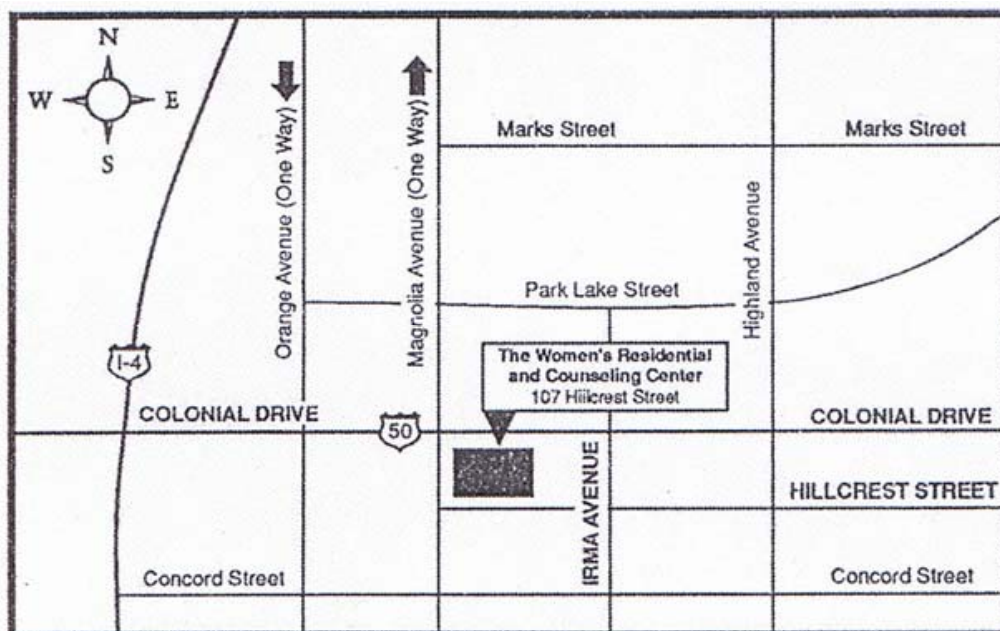 N
W E
S
Orange Avenue (One Way)
Magnolia Avenue (One Way)
Marks Street
Marks Street
Highland Avenue
Park Lake Street
I-4
The Women's Residential
and Counseling Center
107 Hillcrest Street
COLONIAL DRIVE
50
COLONIAL DRIVE
IRMA AVENUE
HILLCREST STREET
Concord Street
Concord Street